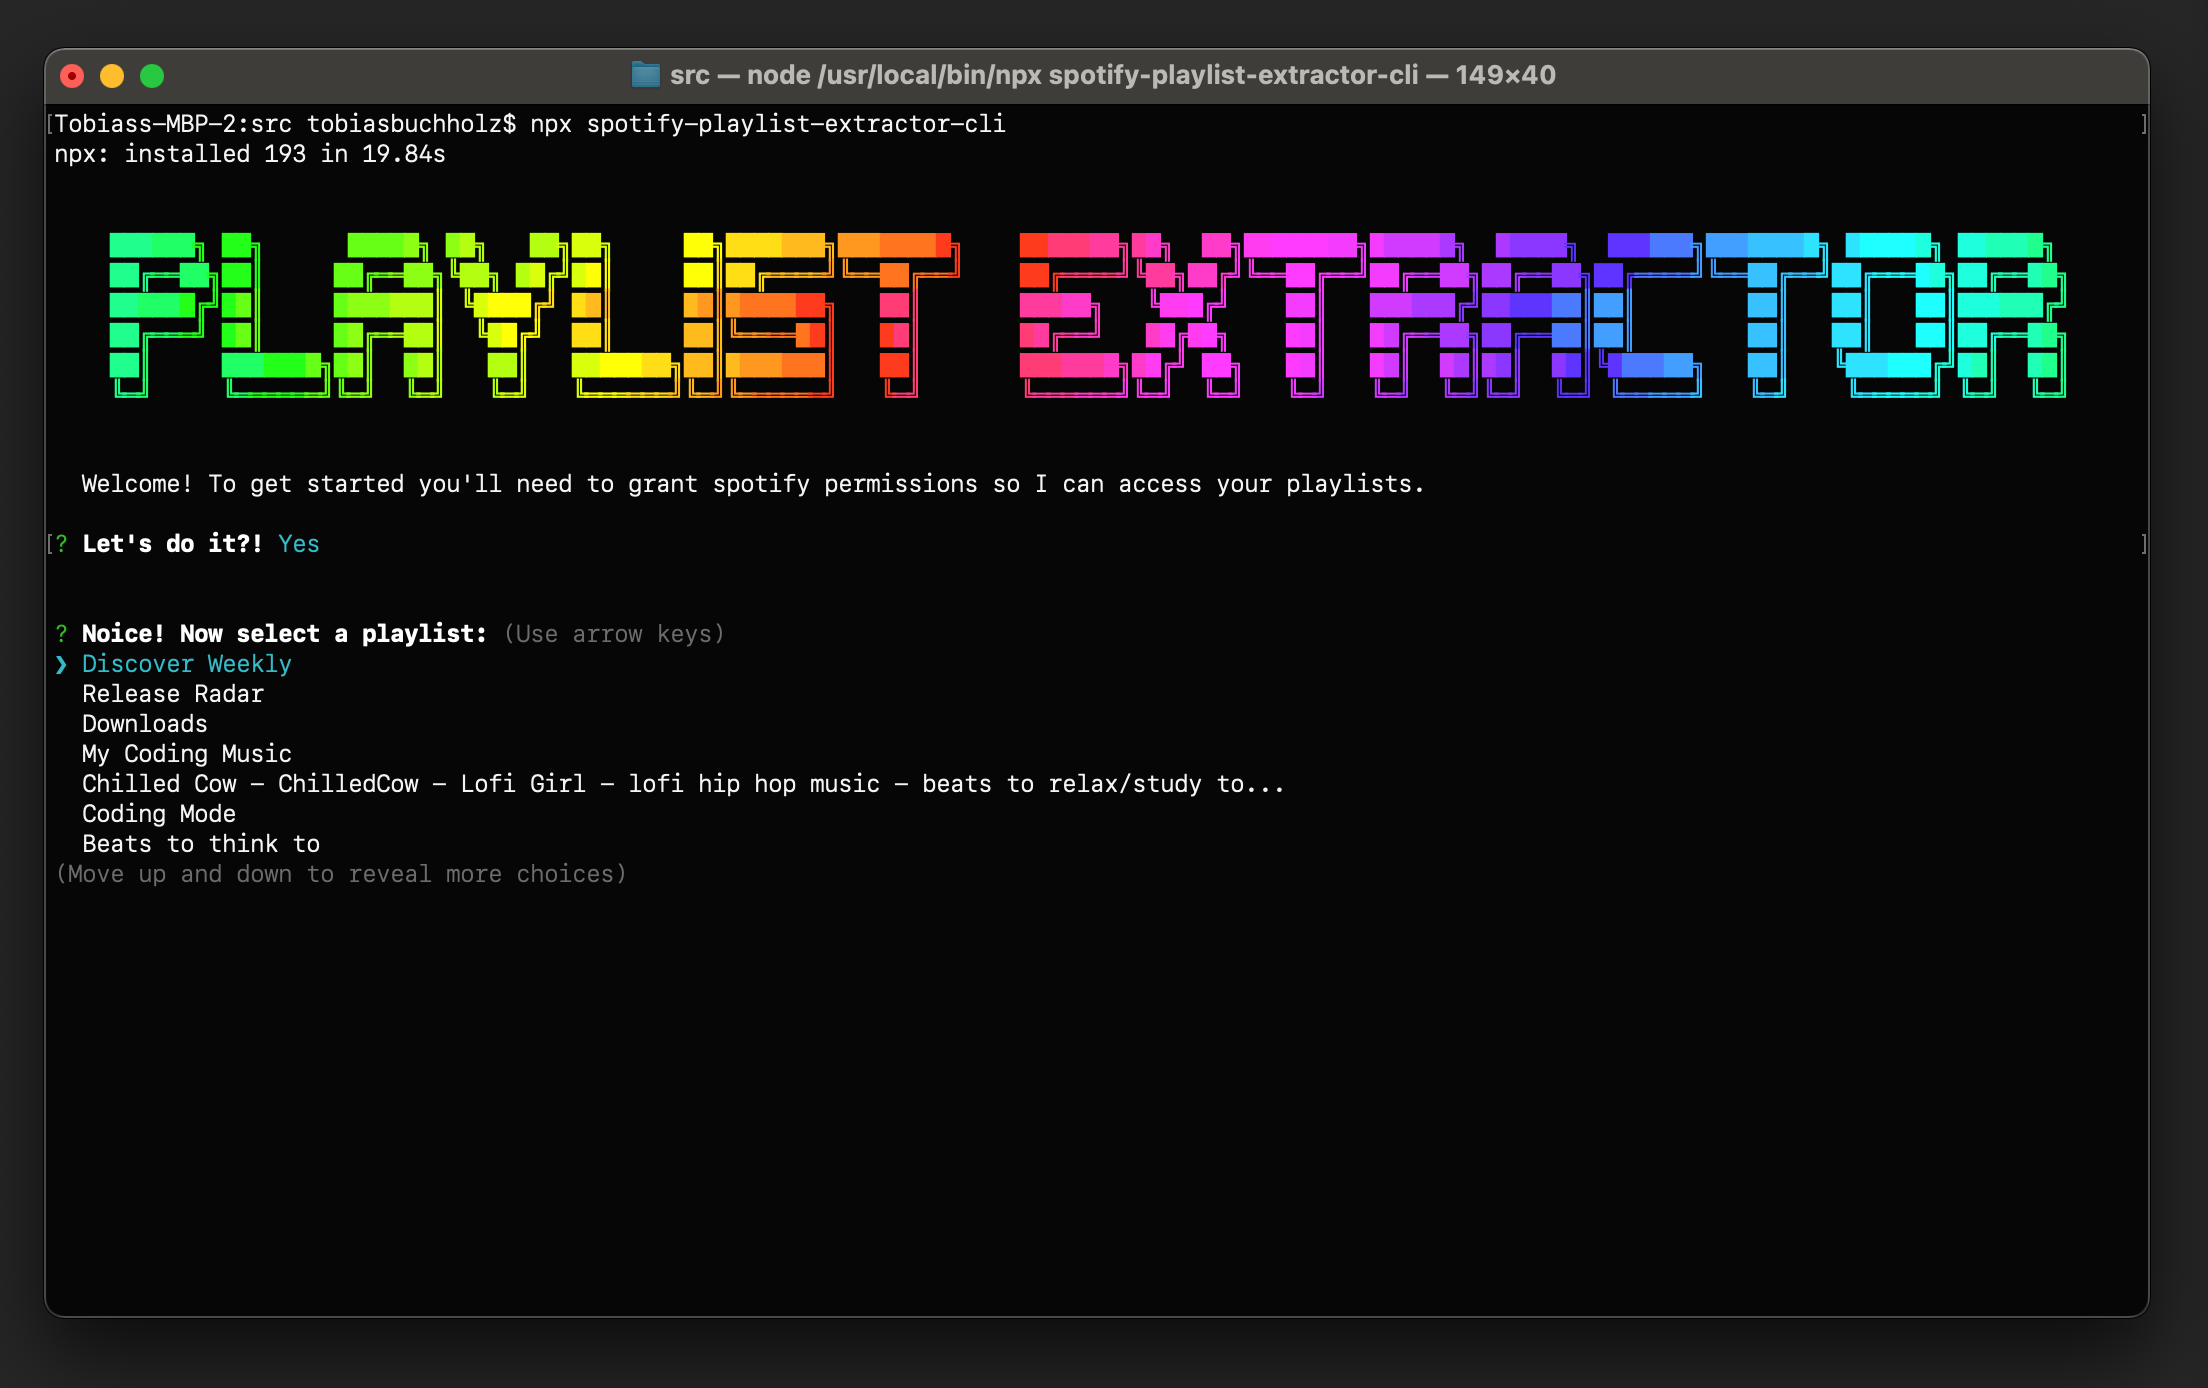 src — node /usr/local/bin/npx spotify-playlist-extractor-cli — 149×40
[Tobiass-MBP-2:src tobiasbuchholz$ npx spotify-playlist-extractor-cli ]
npx: installed 193 in 19.84s
PLAYLIST EXTRACTOR
Welcome! To get started you'll need to grant spotify permissions so I can access your playlists.
[? Let's do it?! Yes ]
? Noice! Now select a playlist: (Use arrow keys)
❯ Discover Weekly
Release Radar
Downloads
My Coding Music
Chilled Cow – ChilledCow – Lofi Girl – lofi hip hop music – beats to relax/study to...
Coding Mode
Beats to think to
(Move up and down to reveal more choices)